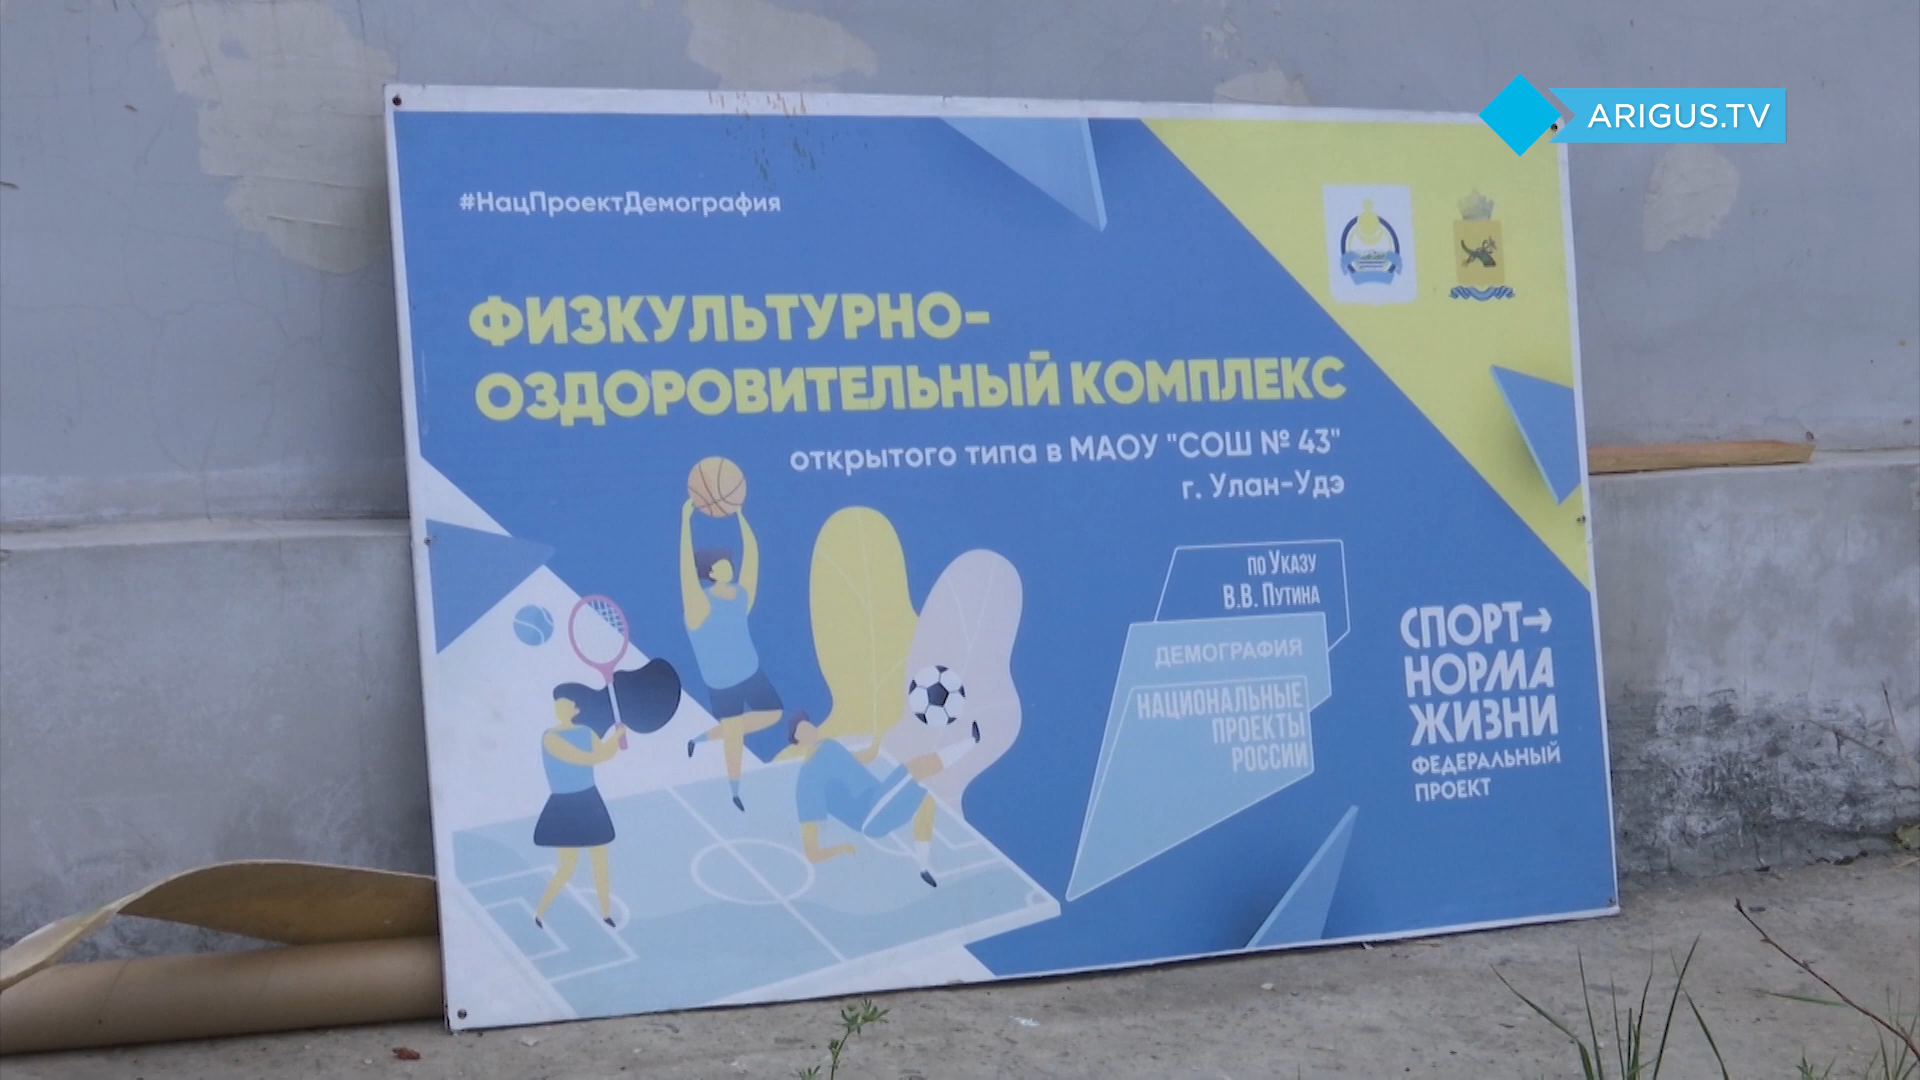 ARIGUS.TV
#НацПроектДемография
ФИЗКУЛЬТУРНО-
ОЗДОРОВИТЕЛЬНЫЙ КОМПЛЕКС
открытого типа в МАОУ "СОШ № 43"
г. Улан-Удэ
по Указу
В.В. Путина
ДЕМОГРАФИЯ
НАЦИОНАЛЬНЫЕ
ПРОЕКТЫ
РОССИИ
СПОРТ→
НОРМА
ЖИЗНИ
ФЕДЕРАЛЬНЫЙ
ПРОЕКТ